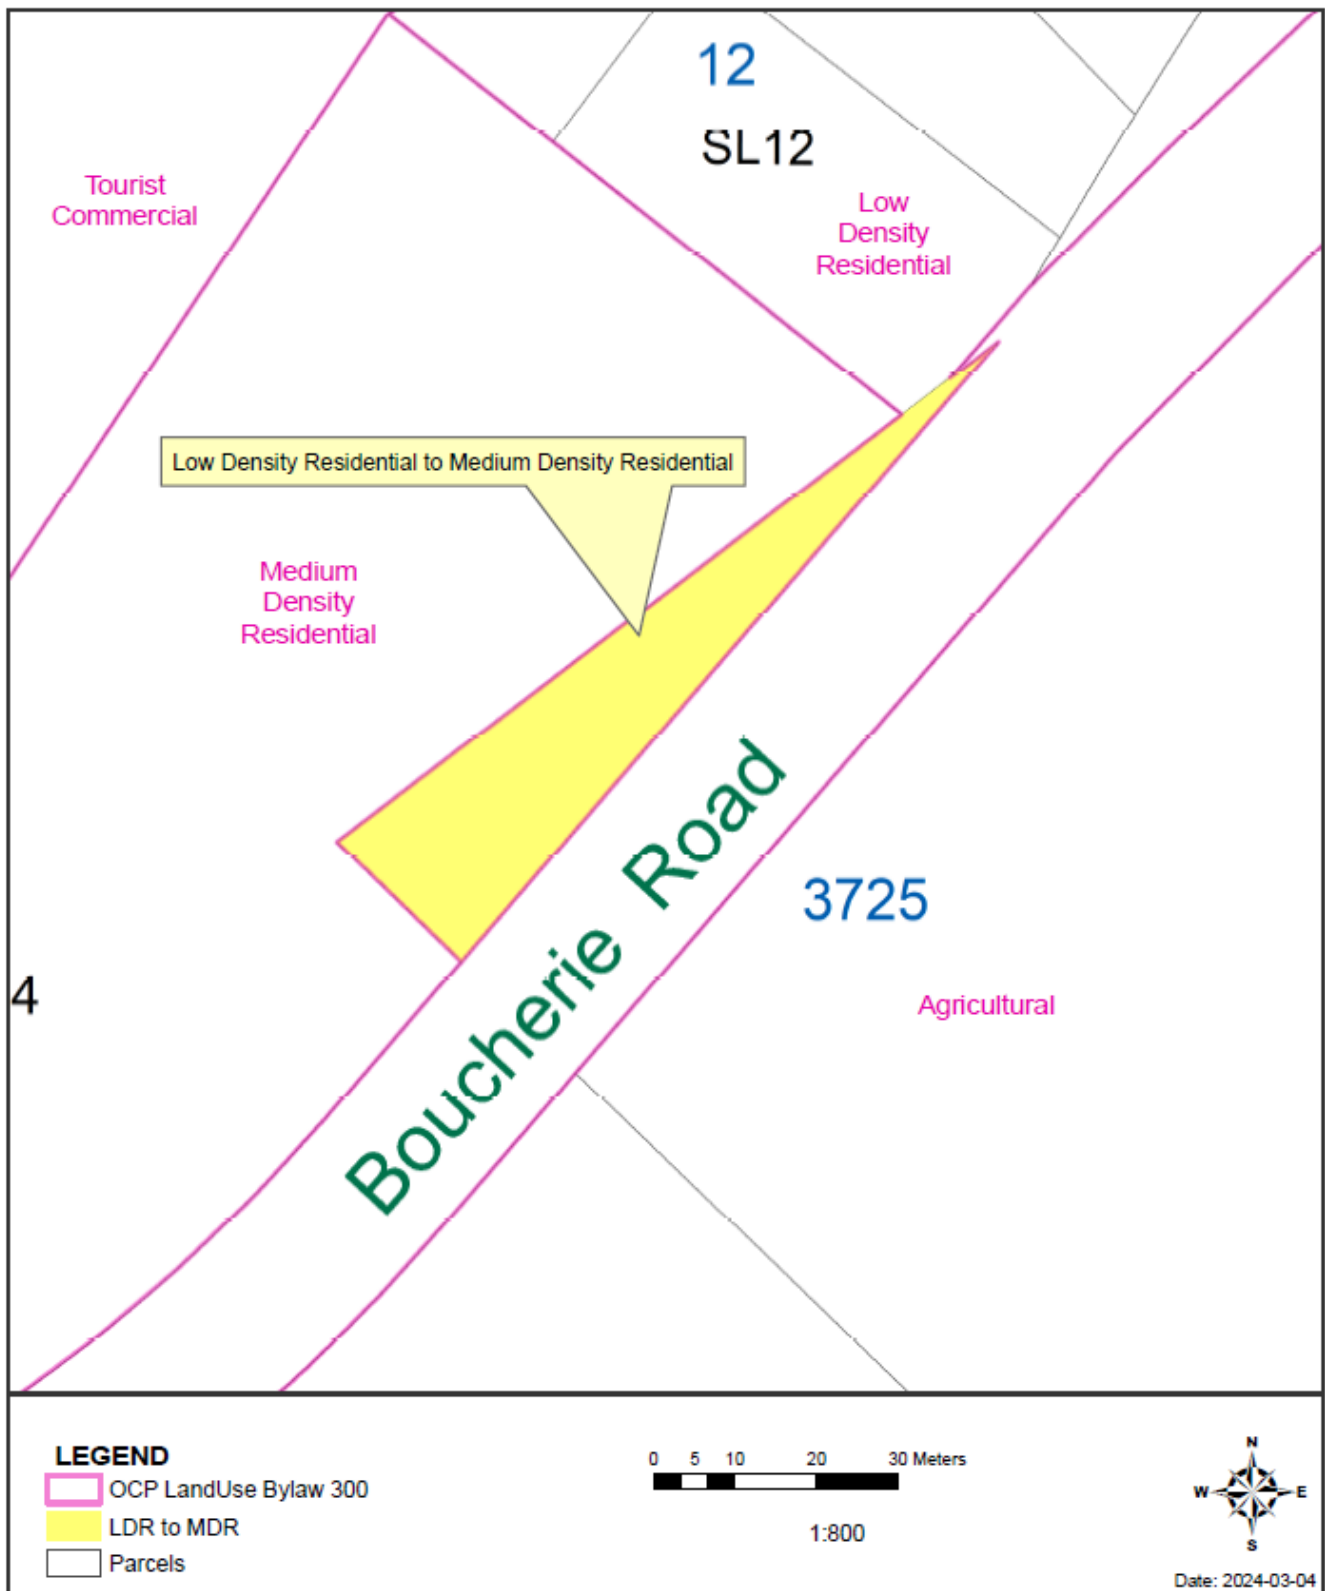 12
SL12
Tourist
Commercial
Low
Density
Residential
Low Density Residential to Medium Density Residential
Medium
Density
Residential
Boucherie Road
3725
4
Agricultural
LEGEND
OCP LandUse Bylaw 300
LDR to MDR
Parcels
0 5 10 20 30 Meters
1:800
N
W E
S
Date: 2024-03-04